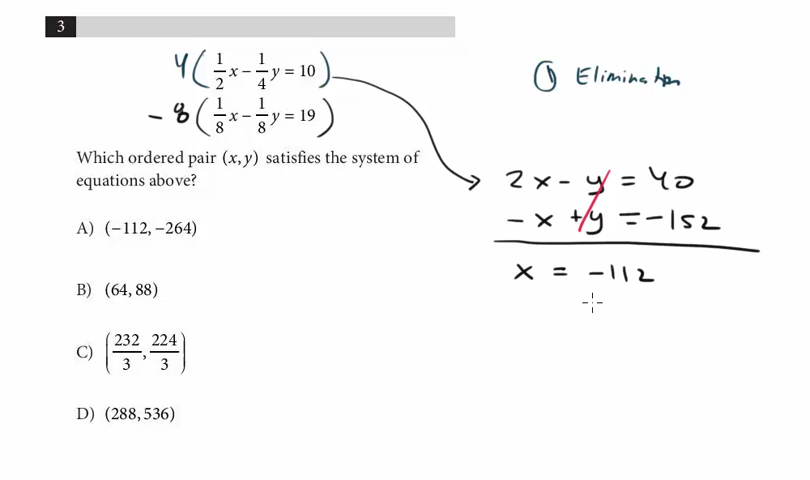 3
4(1/2x − 1/4y = 10)
−8(1/8x − 1/8y = 19)
Which ordered pair (x, y) satisfies the system of
equations above?
A) (−112, −264)
B) (64, 88)
C) (232/3, 224/3)
D) (288, 536)
① Elimination
2x − y = 40
−x + y = −152
x = −112